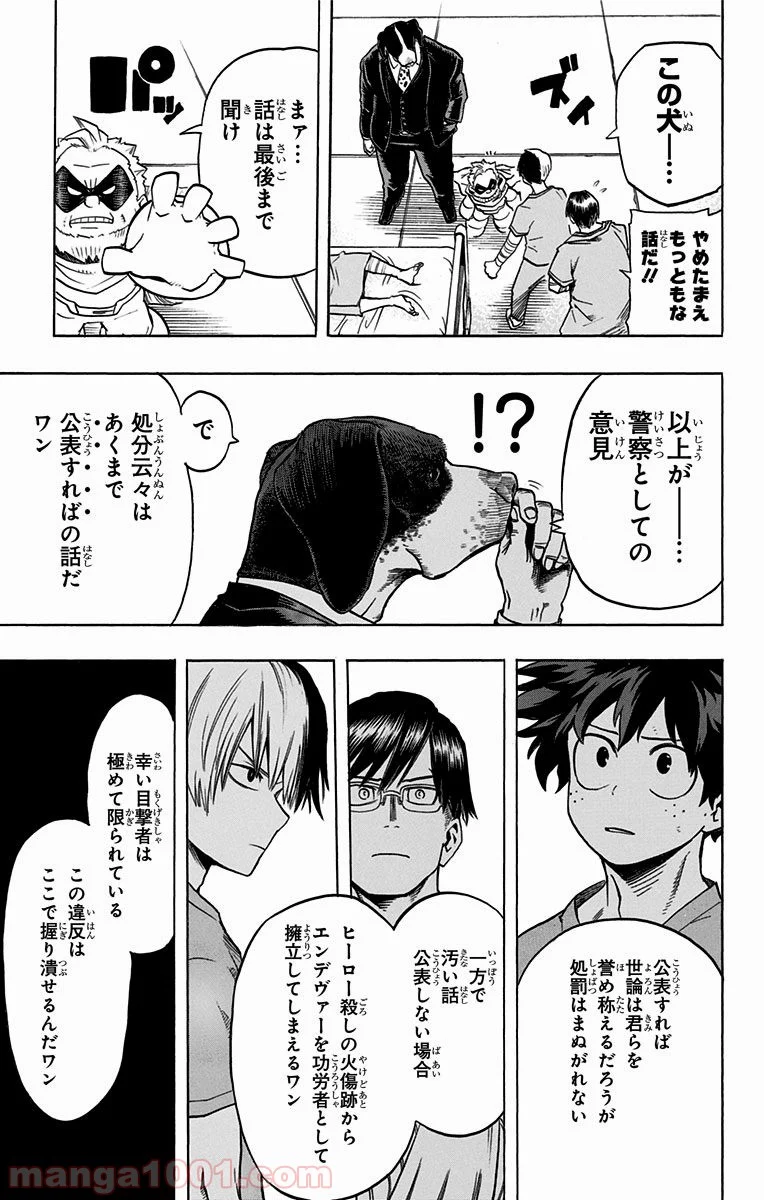 この犬――…
やめたまえ
もっともな
話だ!!
ズイ
まァ…
話は最後まで
聞け
パッ
以上が――…
警察としての
意見
!?
で
処分云々は
あくまで
公表すればの話だ
ワン
公表すれば
世論は君らを
誉め称えるだろうが
処罰はまぬがれない
一方で
汚い話
公表しない場合
ヒーロー殺しの火傷跡から
エンデヴァーを功労者として
擁立してしまえるワン
幸い目撃者は
極めて限られている
この違反は
ここで握り潰せるんだワン
manga1001.com